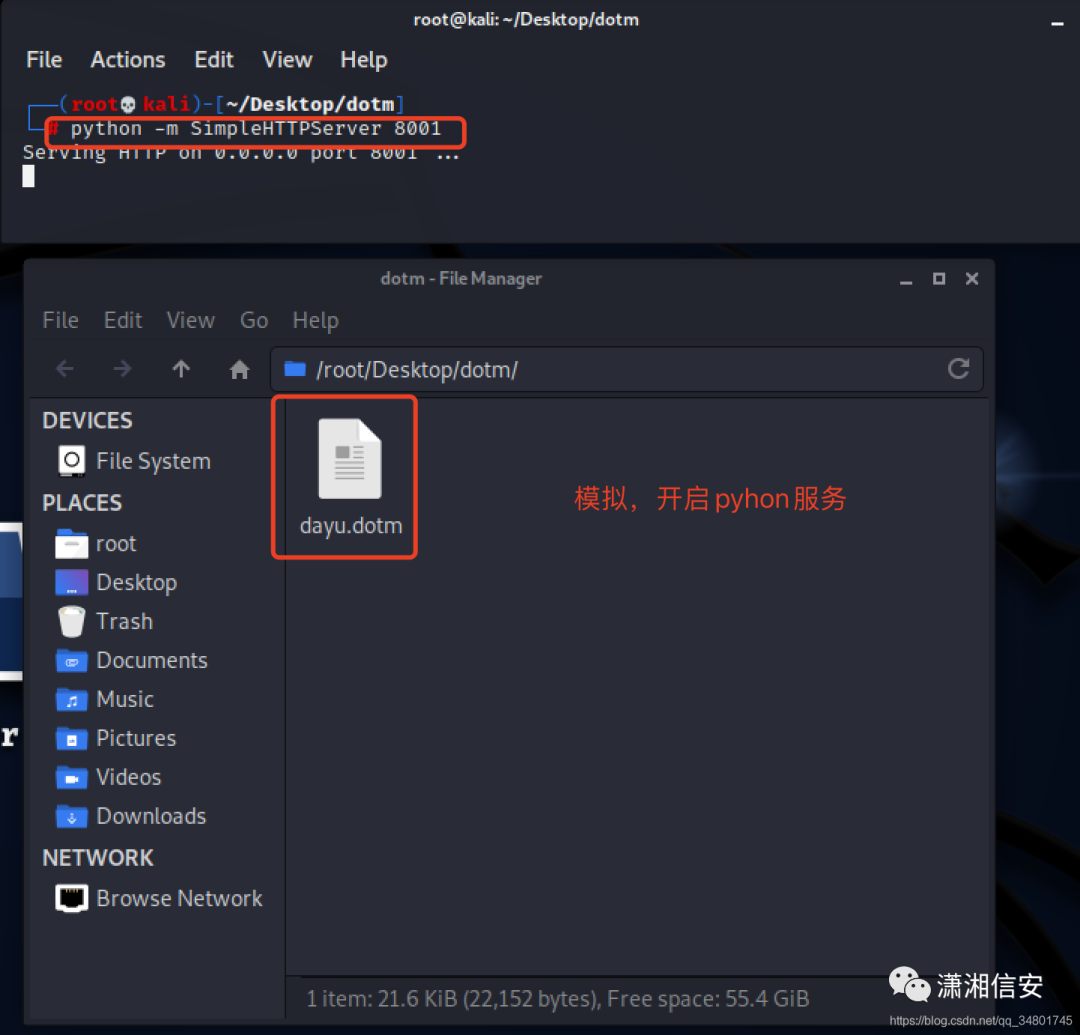 root@kali: ~/Desktop/dotm
File Actions Edit View Help
(root💀kali)-[~/Desktop/dotm]
# python -m SimpleHTTPServer 8001
Serving HTTP on 0.0.0.0 port 8001 ...
dotm - File Manager
File Edit View Go Help
/root/Desktop/dotm/
DEVICES
File System
PLACES
root
Desktop
Trash
Documents
Music
Pictures
Videos
Downloads
NETWORK
Browse Network
dayu.dotm
模拟，开启pyhon服务
r
1 item: 21.6 KiB (22,152 bytes), Free space: 55.4 GiB
潇湘信安
https://blog.csdn.net/qq_34801745